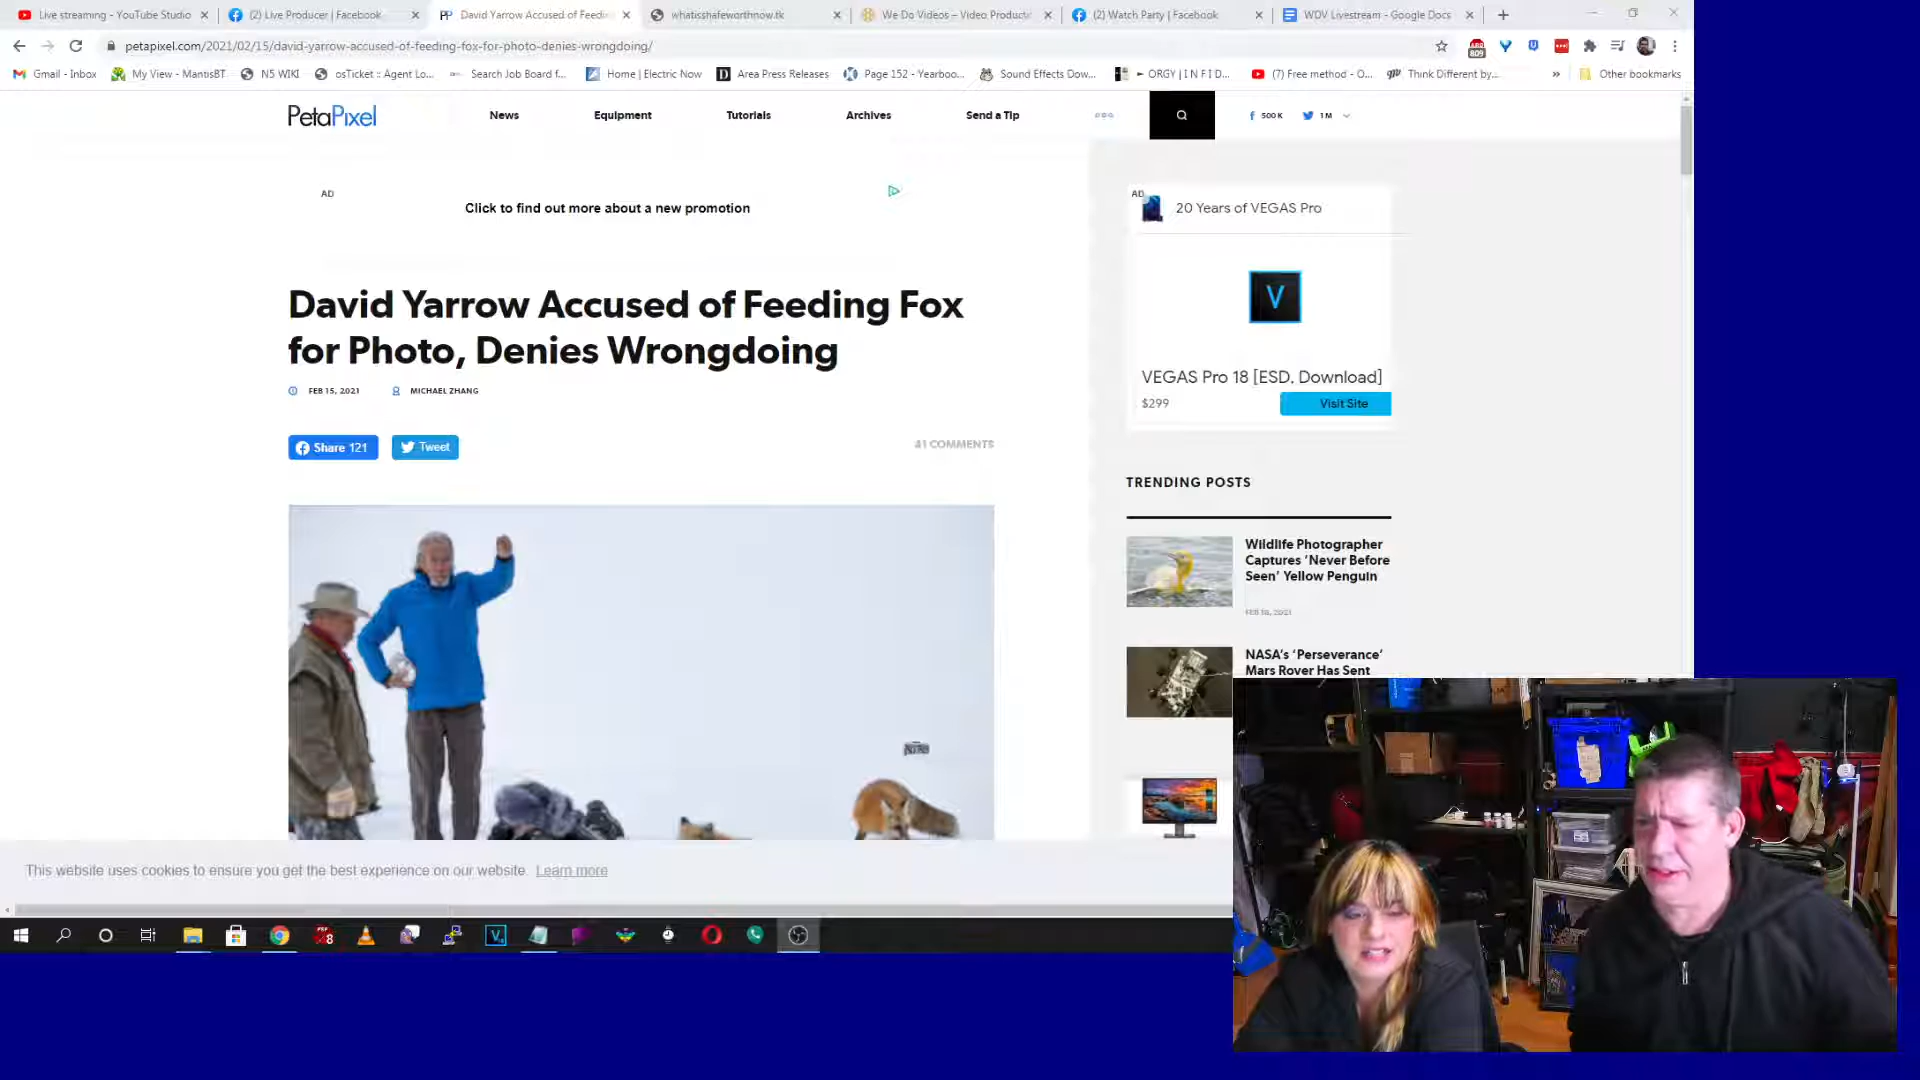 Live streaming - YouTube Studio
(2) Live Producer | Facebook
David Yarrow Accused of Feedin
whatisshafeworthnow.tk
We Do Videos – Video Producti
(2) Watch Party | Facebook
WDV Livestream - Google Docs
petapixel.com/2021/02/15/david-yarrow-accused-of-feeding-fox-for-photo-denies-wrongdoing/
809
Gmail - Inbox
My View - MantisBT
N5 WIKI
osTicket :: Agent Lo...
Search Job Board f...
Home | Electric Now
Area Press Releases
Page 152 - Yearboo...
Sound Effects Dow...
ORGY | I N F I D...
(7) Free method - O...
Think Different by...
»
Other bookmarks
PetaPixel
News
Equipment
Tutorials
Archives
Send a Tip
500 K
1 M
AD
Click to find out more about a new promotion
AD
20 Years of VEGAS Pro
V
VEGAS Pro 18 [ESD, Download]
$299
Visit Site
David Yarrow Accused of Feeding Fox
for Photo, Denies Wrongdoing
FEB 15, 2021
MICHAEL ZHANG
Share 121
Tweet
41 COMMENTS
TRENDING POSTS
Wildlife Photographer
Captures ‘Never Before
Seen’ Yellow Penguin
NASA’s ‘Perseverance’
Mars Rover Has Sent
This website uses cookies to ensure you get the best experience on our website. Learn more